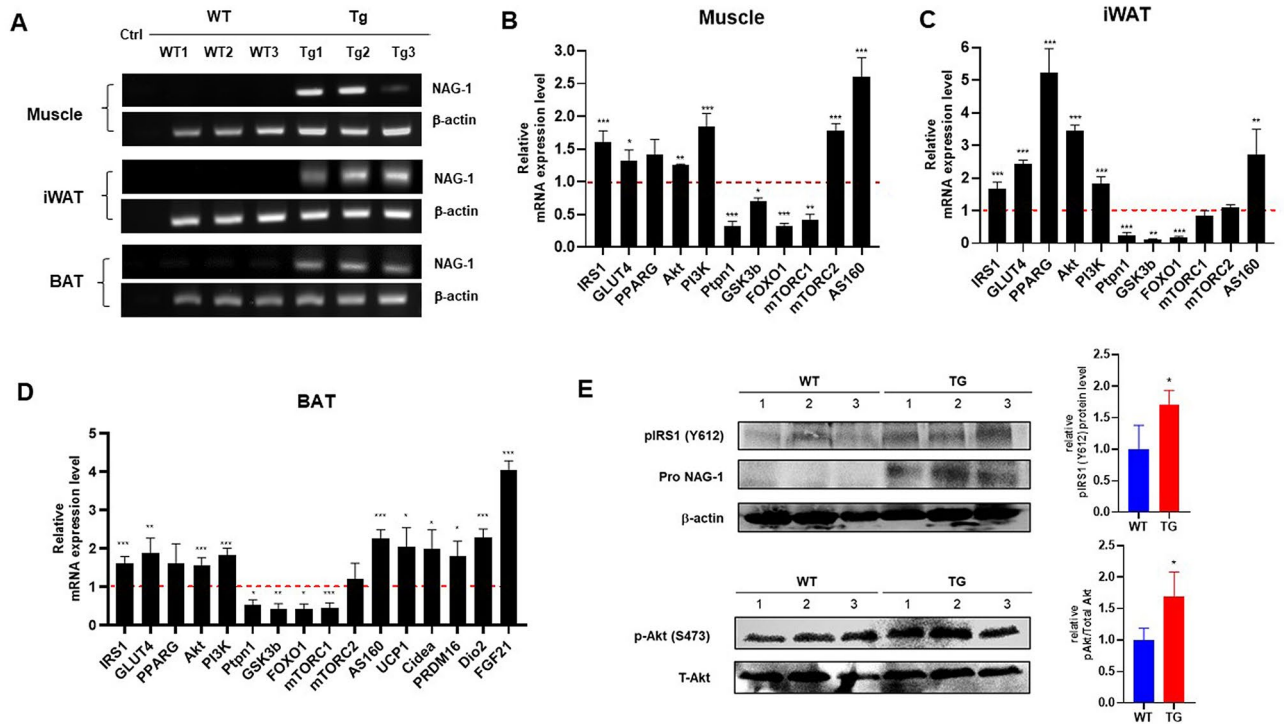 A
WT
Tg
Ctrl
WT1 WT2 WT3 Tg1 Tg2 Tg3
Muscle
NAG-1
β-actin
iWAT
NAG-1
β-actin
BAT
NAG-1
β-actin
B
Muscle
Relative
mRNA expression level
3.0
2.5
2.0
1.5
1.0
0.5
0.0
*** * ** *** *** * *** ** *** ***
IRS1 GLUT4 PPARG Akt PI3K Ptpn1 GSK3b FOXO1 mTORC1 mTORC2 AS160
C
iWAT
Relative
mRNA expression level
6
5
4
3
2
1
0
*** *** *** *** *** *** ** *** **
IRS1 GLUT4 PPARG Akt PI3K Ptpn1 GSK3b FOXO1 mTORC1 mTORC2 AS160
D
BAT
Relative
mRNA expression level
5
4
3
2
1
0
*** ** *** *** * ** * *** *** * * * *** ***
IRS1 GLUT4 PPARG Akt PI3K Ptpn1 GSK3b FOXO1 mTORC1 mTORC2 AS160 UCP1 Cidea PRDM16 Dio2 FGF21
E
WT TG
1 2 3 1 2 3
pIRS1 (Y612)
Pro NAG-1
β-actin
relative
pIRS1 (Y612) protein level
2.5
2.0
1.5
1.0
0.5
0.0
*
WT TG
WT TG
1 2 3 1 2 3
p-Akt (S473)
T-Akt
relative
pAkt/Total Akt
2.5
2.0
1.5
1.0
0.5
0.0
*
WT TG